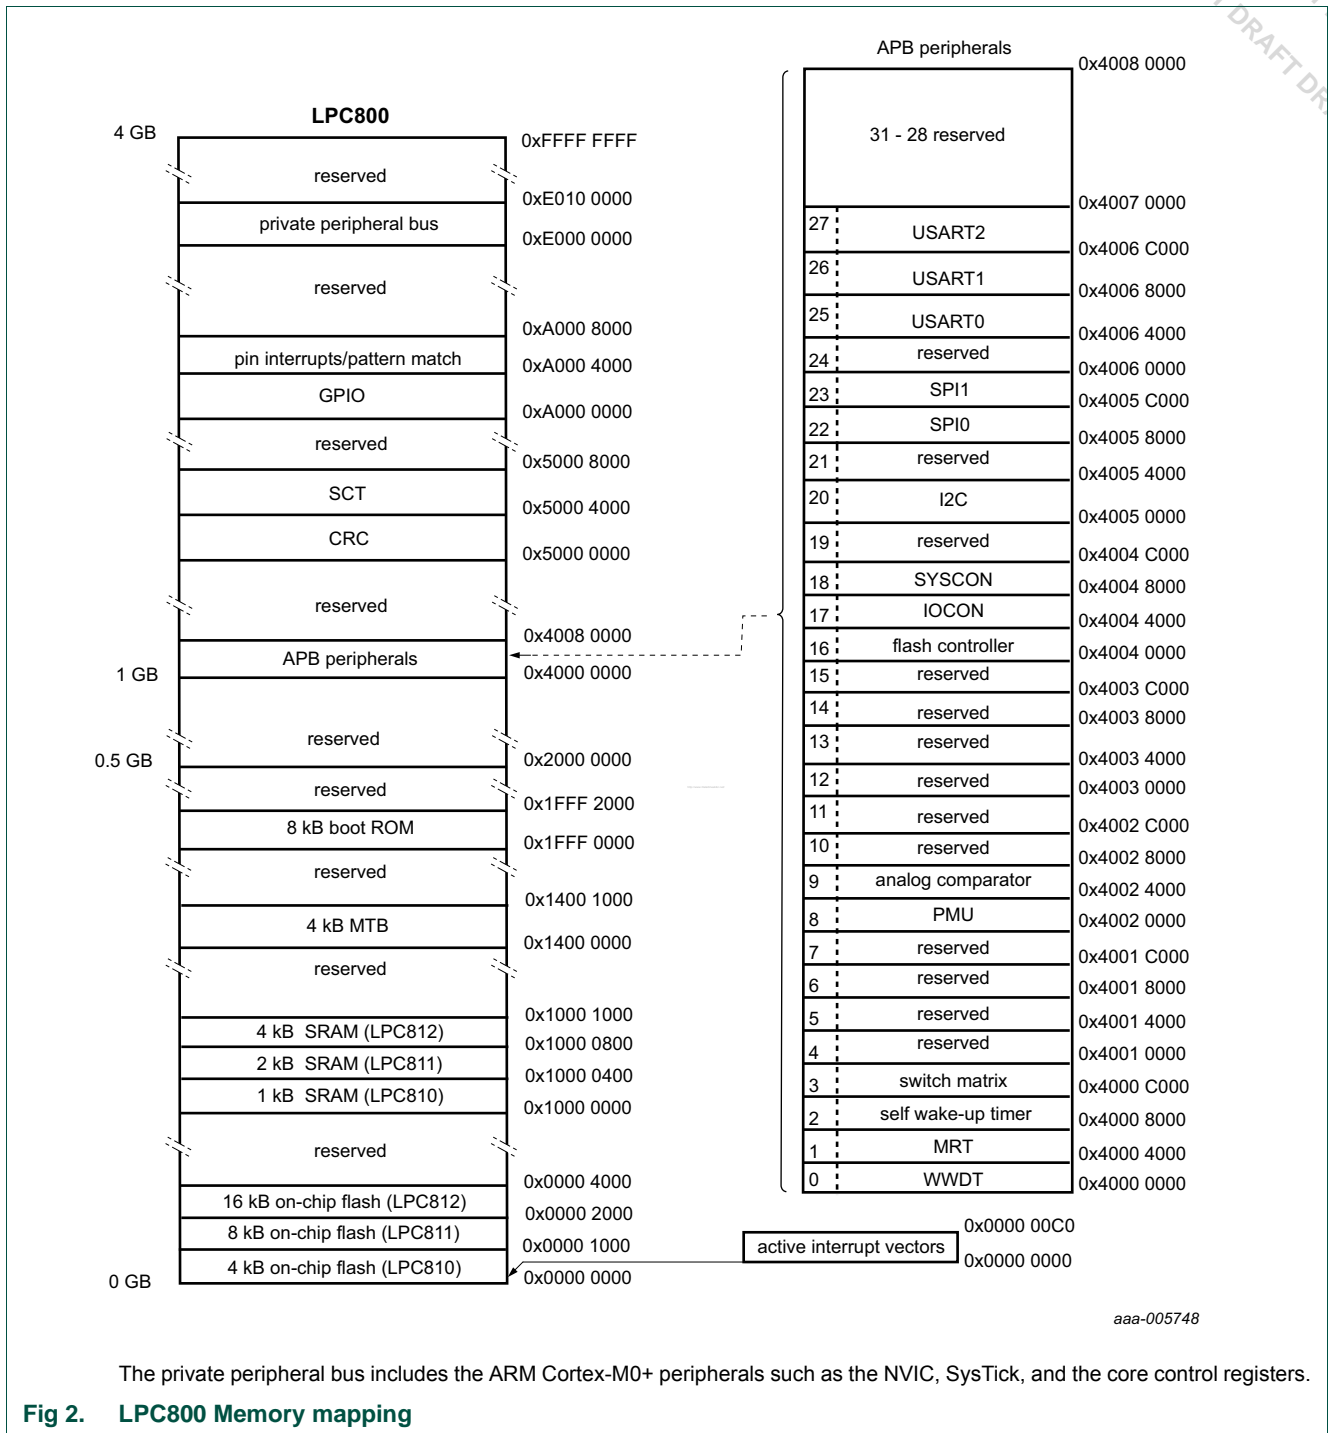 DRAFT DRAFT DR
LPC800
4 GB
0xFFFF FFFF
reserved
0xE010 0000
private peripheral bus
0xE000 0000
reserved
0xA000 8000
pin interrupts/pattern match
0xA000 4000
GPIO
0xA000 0000
reserved
0x5000 8000
SCT
0x5000 4000
CRC
0x5000 0000
reserved
0x4008 0000
APB peripherals
1 GB
0x4000 0000
reserved
0.5 GB
0x2000 0000
reserved
0x1FFF 2000
8 kB boot ROM
0x1FFF 0000
reserved
0x1400 1000
4 kB MTB
0x1400 0000
reserved
0x1000 1000
4 kB SRAM (LPC812)
0x1000 0800
2 kB SRAM (LPC811)
0x1000 0400
1 kB SRAM (LPC810)
0x1000 0000
reserved
0x0000 4000
16 kB on-chip flash (LPC812)
0x0000 2000
8 kB on-chip flash (LPC811)
0x0000 1000
4 kB on-chip flash (LPC810)
0 GB
0x0000 0000
APB peripherals
0x4008 0000
31 - 28 reserved
0x4007 0000
27 USART2
0x4006 C000
26 USART1
0x4006 8000
25 USART0
0x4006 4000
24 reserved
0x4006 0000
23 SPI1
0x4005 C000
22 SPI0
0x4005 8000
21 reserved
0x4005 4000
20 I2C
0x4005 0000
19 reserved
0x4004 C000
18 SYSCON
0x4004 8000
17 IOCON
0x4004 4000
16 flash controller
0x4004 0000
15 reserved
0x4003 C000
14 reserved
0x4003 8000
13 reserved
0x4003 4000
12 reserved
0x4003 0000
11 reserved
0x4002 C000
10 reserved
0x4002 8000
9 analog comparator
0x4002 4000
8 PMU
0x4002 0000
7 reserved
0x4001 C000
6 reserved
0x4001 8000
5 reserved
0x4001 4000
4 reserved
0x4001 0000
3 switch matrix
0x4000 C000
2 self wake-up timer
0x4000 8000
1 MRT
0x4000 4000
0 WWDT
0x4000 0000
0x0000 00C0
active interrupt vectors
0x0000 0000
aaa-005748
The private peripheral bus includes the ARM Cortex-M0+ peripherals such as the NVIC, SysTick, and the core control registers.
Fig 2. LPC800 Memory mapping